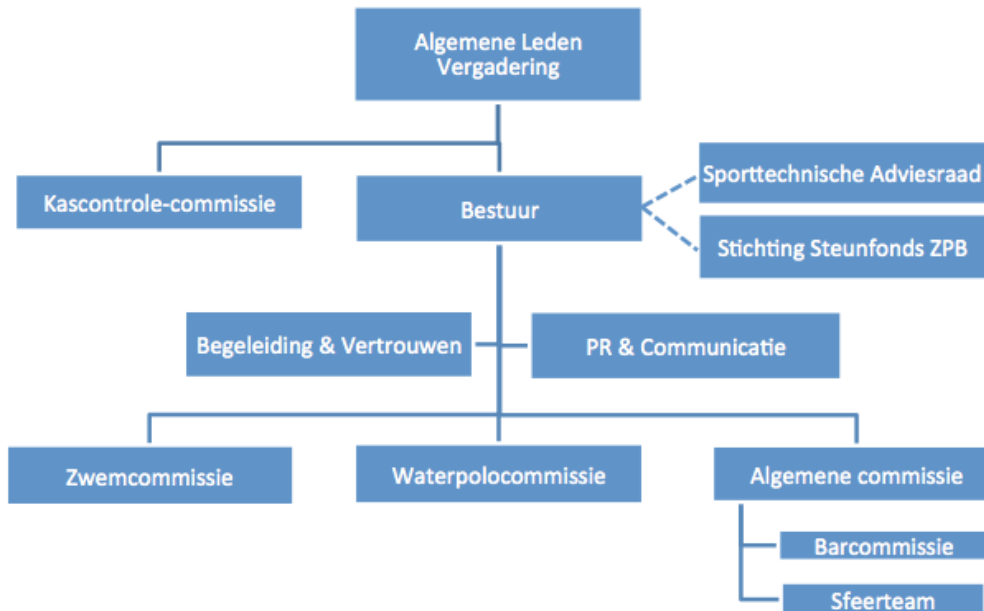 Algemene Leden
Vergadering
Kascontrole-commissie
Bestuur
Sporttechnische Adviesraad
Stichting Steunfonds ZPB
Begeleiding & Vertrouwen
PR & Communicatie
Zwemcommissie
Waterpolocommissie
Algemene commissie
Barcommissie
Sfeerteam